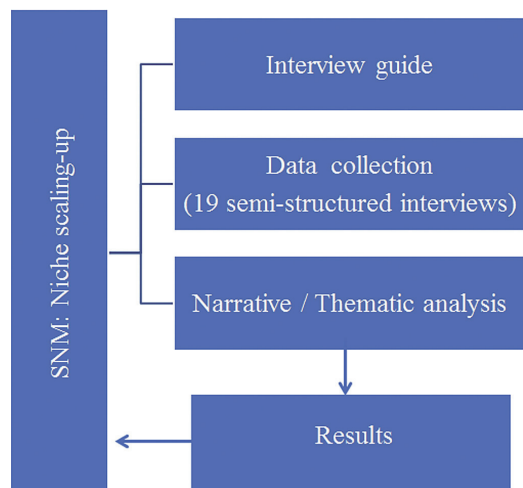 SNM: Niche scaling-up
Interview guide
Data collection
(19 semi-structured interviews)
Narrative / Thematic analysis
Results